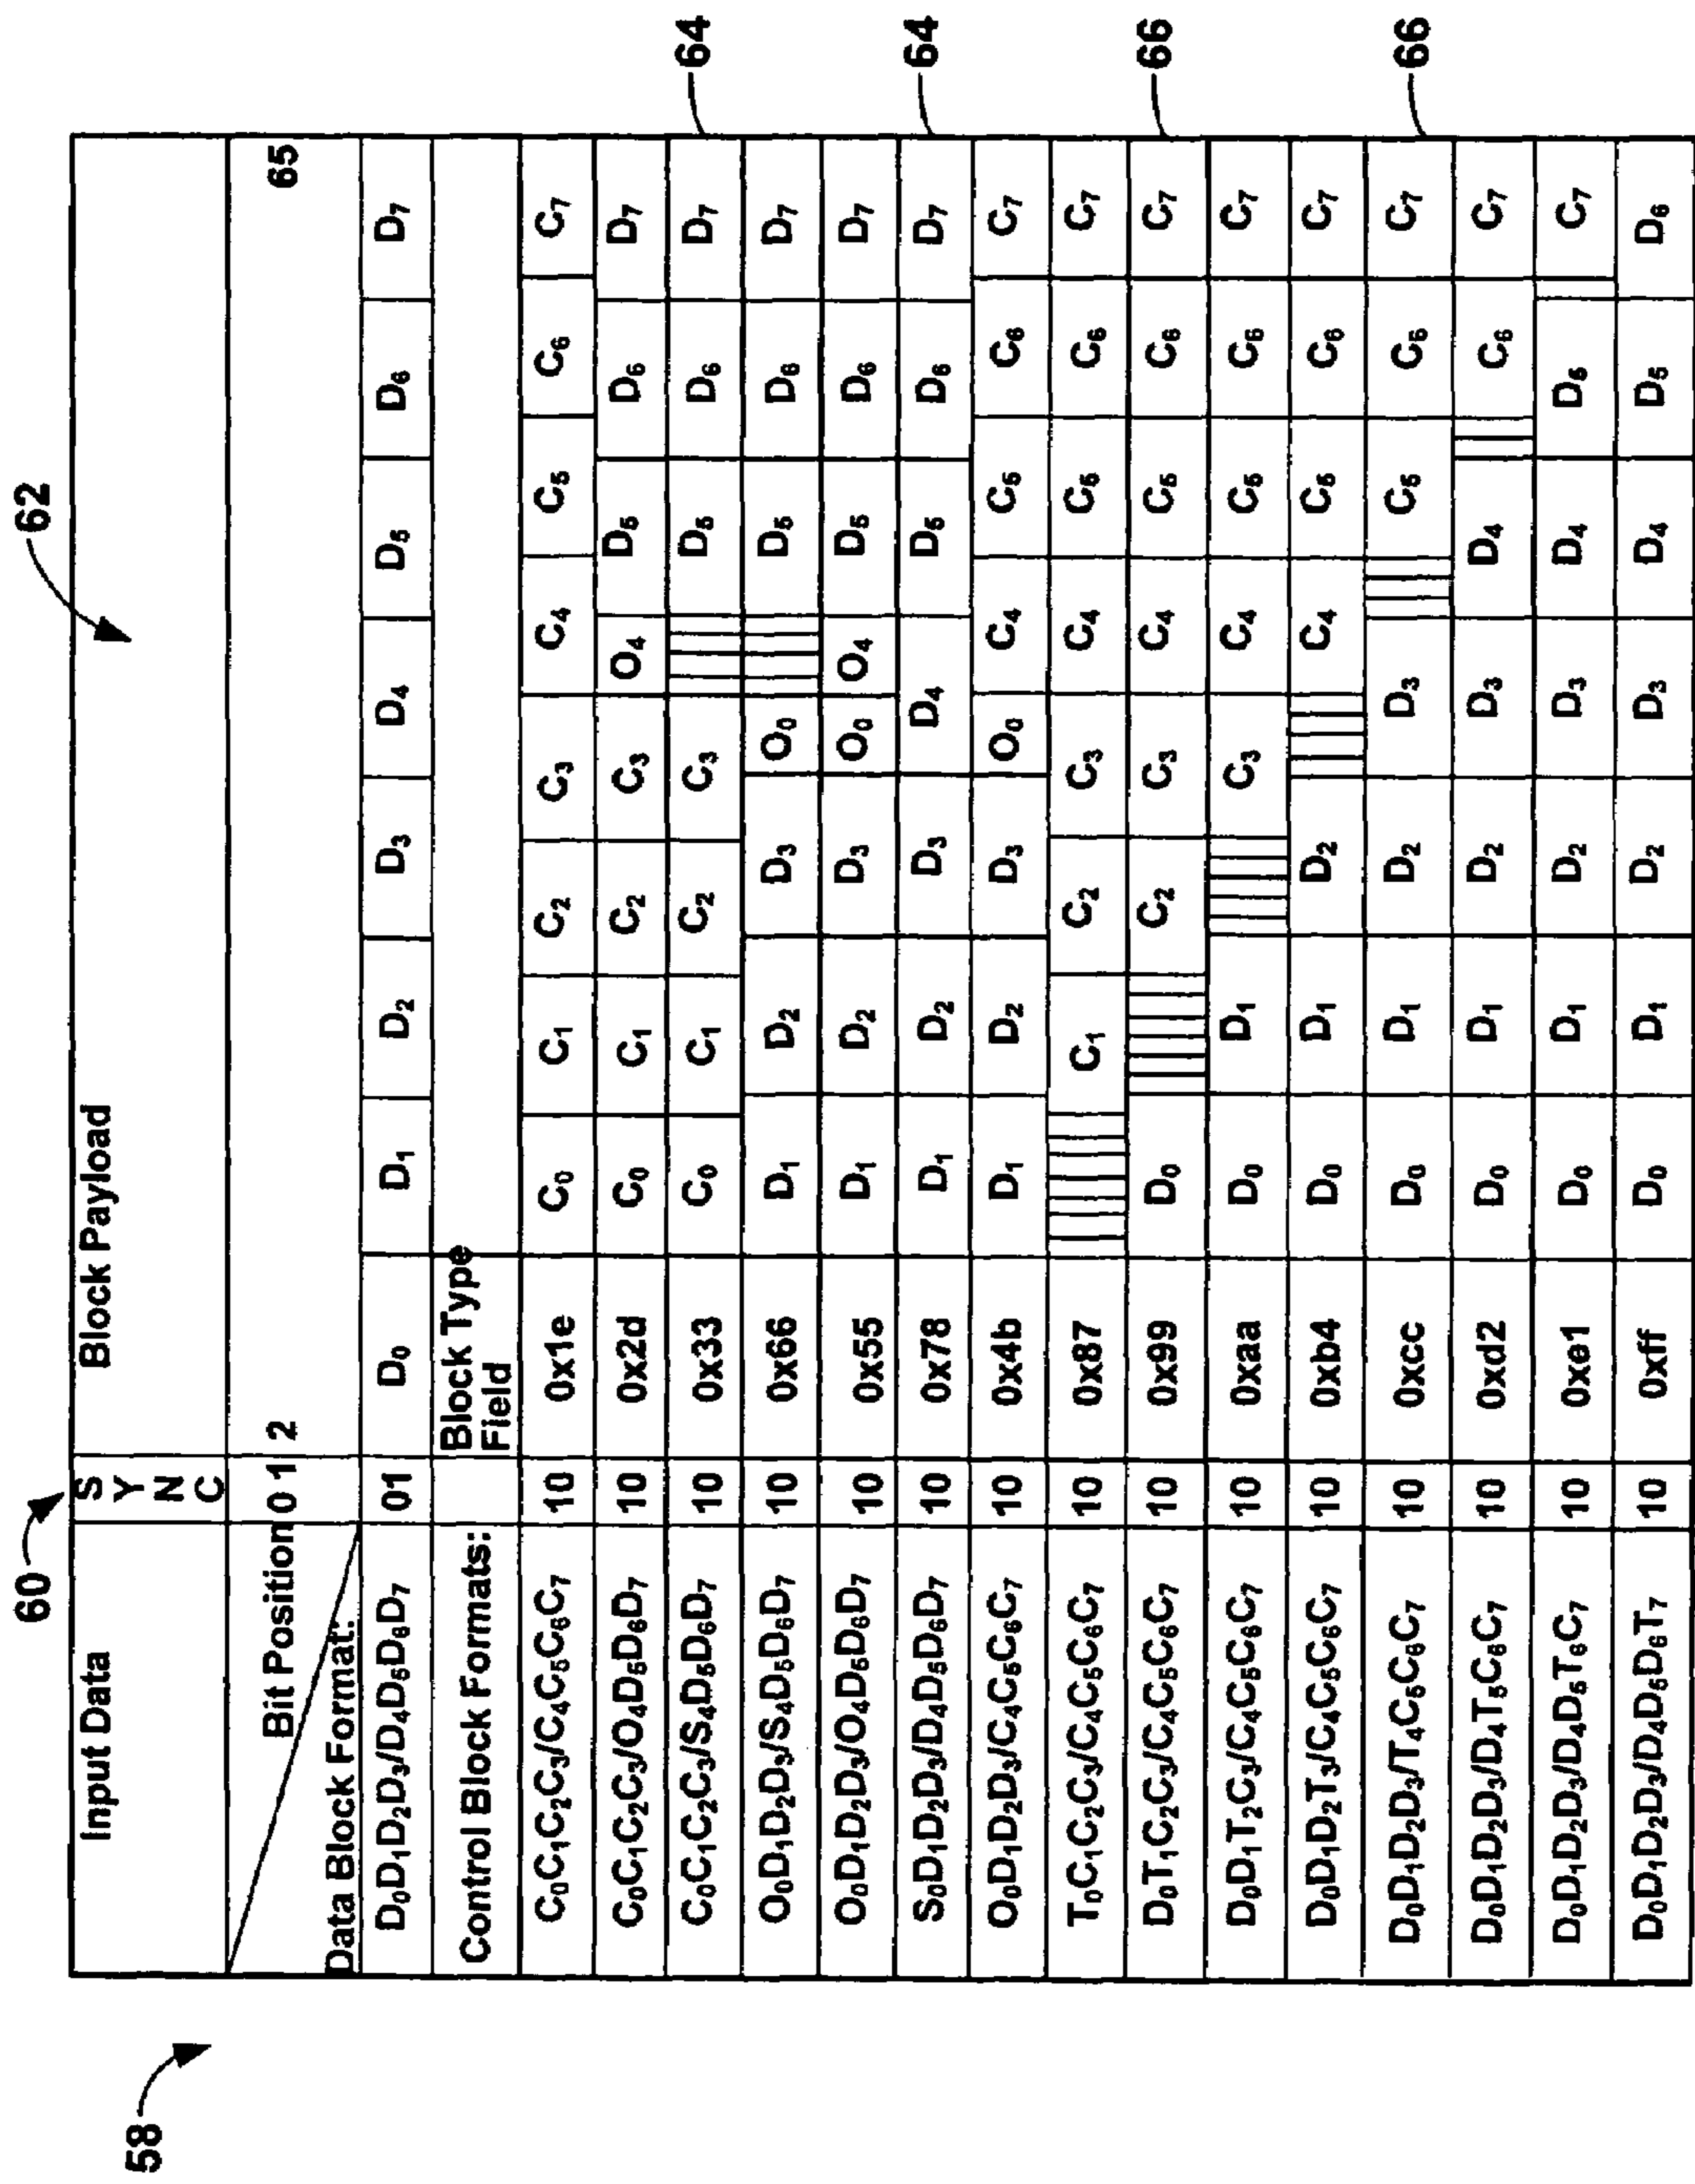 58
60
62
Input Data SYNC Block Payload
Bit Position 0 1 2 65
Data Block Format:
D₀D₁D₂D₃/D₄D₅D₆D₇ 01 D₀ D₁ D₂ D₃ D₄ D₅ D₆ D₇
Control Block Formats: Block Type Field
C₀C₁C₂C₃/C₄C₅C₆C₇ 10 0x1e C₀ C₁ C₂ C₃ C₄ C₅ C₆ C₇
C₀C₁C₂C₃/O₄D₅D₆D₇ 10 0x2d C₀ C₁ C₂ C₃ O₄ D₅ D₆ D₇
C₀C₁C₂C₃/S₄D₅D₆D₇ 10 0x33 C₀ C₁ C₂ C₃ D₅ D₆ D₇ 64
O₀D₁D₂D₃/S₄D₅D₆D₇ 10 0x66 D₁ D₂ D₃ O₀ D₅ D₆ D₇
O₀D₁D₂D₃/O₄D₅D₆D₇ 10 0x55 D₁ D₂ D₃ O₀ O₄ D₅ D₆ D₇
S₀D₁D₂D₃/D₄D₅D₆D₇ 10 0x78 D₁ D₂ D₃ D₄ D₅ D₆ D₇ 64
O₀D₁D₂D₃/C₄C₅C₆C₇ 10 0x4b D₁ D₂ D₃ O₀ C₄ C₅ C₆ C₇
T₀C₁C₂C₃/C₄C₅C₆C₇ 10 0x87 C₁ C₂ C₃ C₄ C₅ C₆ C₇
D₀T₁C₂C₃/C₄C₅C₆C₇ 10 0x99 D₀ C₂ C₃ C₄ C₅ C₆ C₇ 66
D₀D₁T₂C₃/C₄C₅C₆C₇ 10 0xaa D₀ D₁ C₃ C₄ C₅ C₆ C₇
D₀D₁D₂T₃/C₄C₅C₆C₇ 10 0xb4 D₀ D₁ D₂ C₄ C₅ C₆ C₇
D₀D₁D₂D₃/T₄C₅C₆C₇ 10 0xcc D₀ D₁ D₂ D₃ C₅ C₆ C₇ 66
D₀D₁D₂D₃/D₄T₅C₆C₇ 10 0xd2 D₀ D₁ D₂ D₃ D₄ C₆ C₇
D₀D₁D₂D₃/D₄D₅T₆C₇ 10 0xe1 D₀ D₁ D₂ D₃ D₄ D₅ C₇
D₀D₁D₂D₃/D₄D₅D₆T₇ 10 0xff D₀ D₁ D₂ D₃ D₄ D₅ D₆